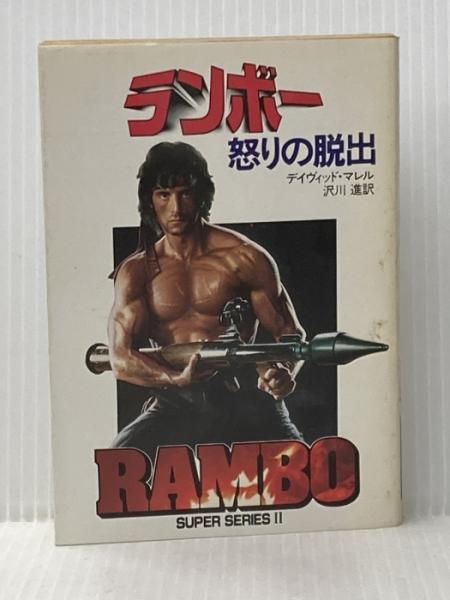 ランボー
怒りの脱出
デイヴィッド・マレル
沢川 進訳
RAMBO
SUPER SERIES II